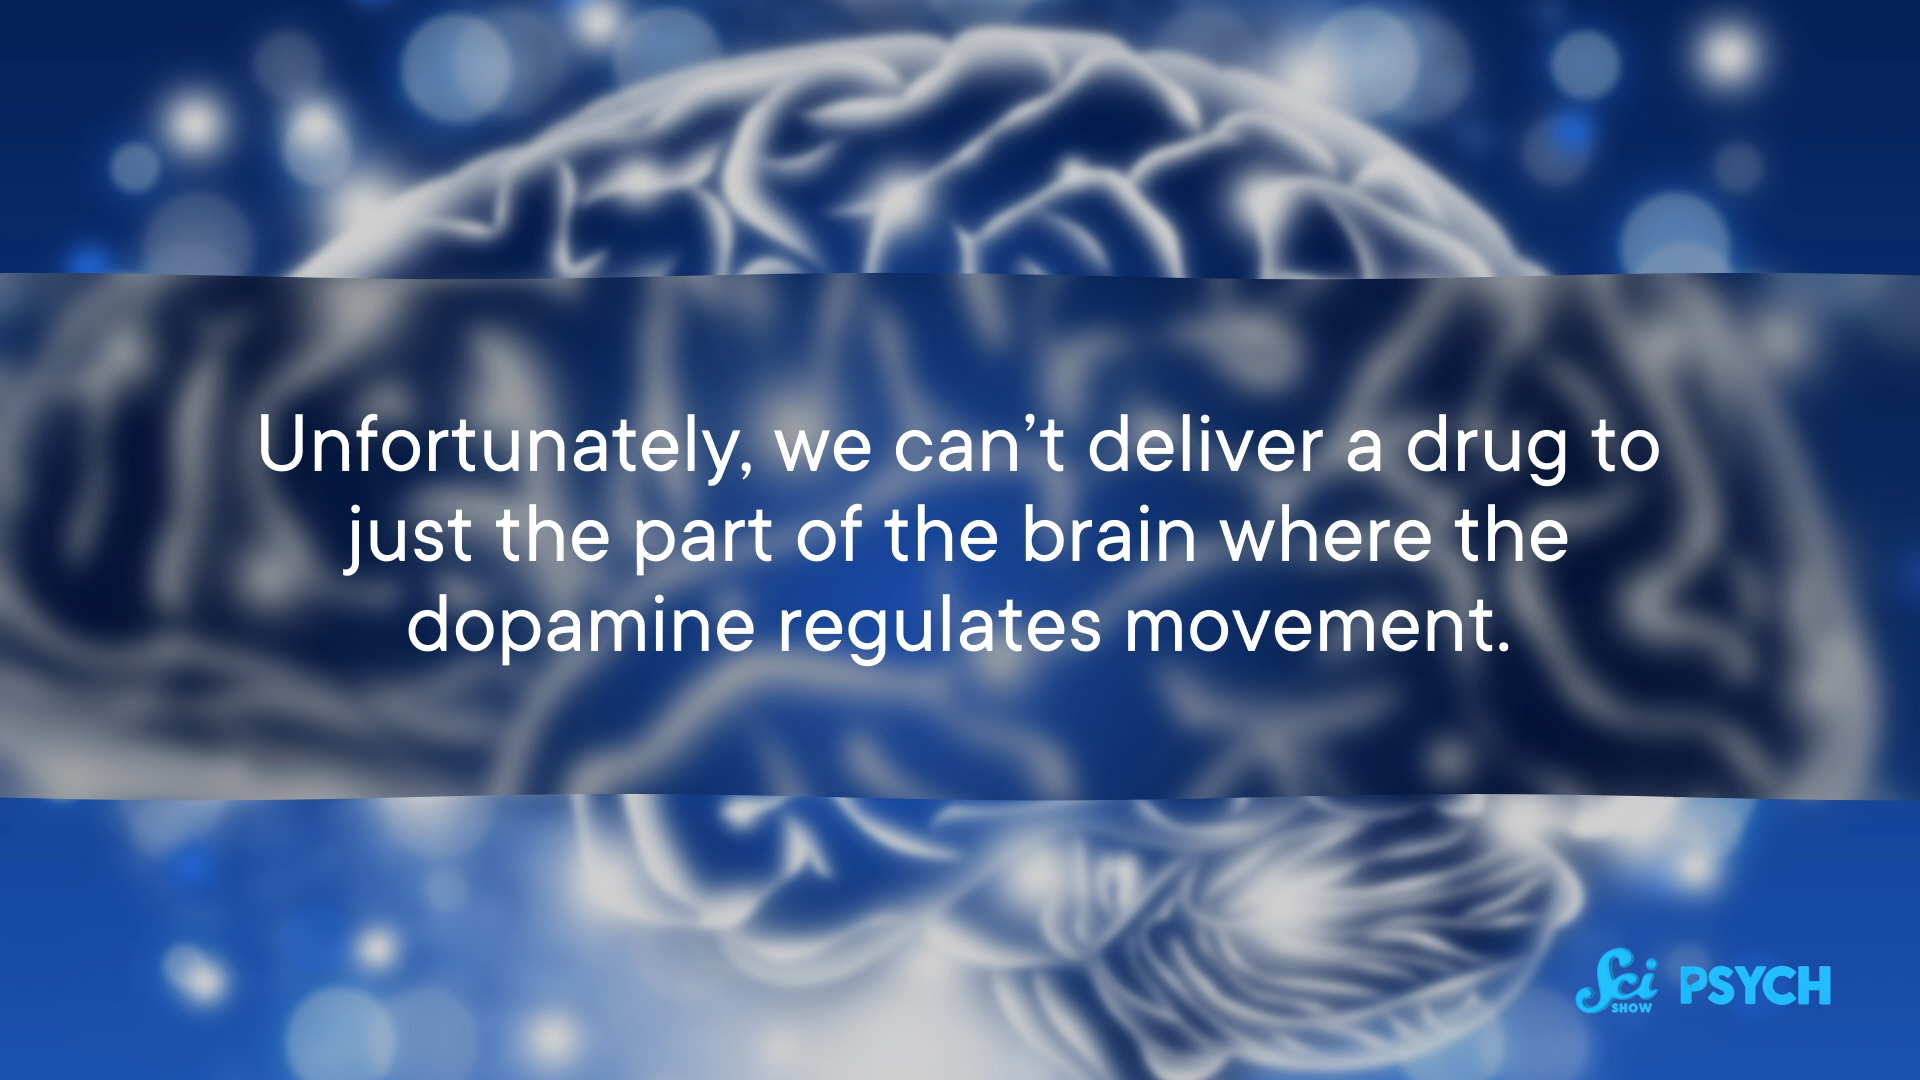 Unfortunately, we can’t deliver a drug to
just the part of the brain where the
dopamine regulates movement.
Sci SHOW PSYCH